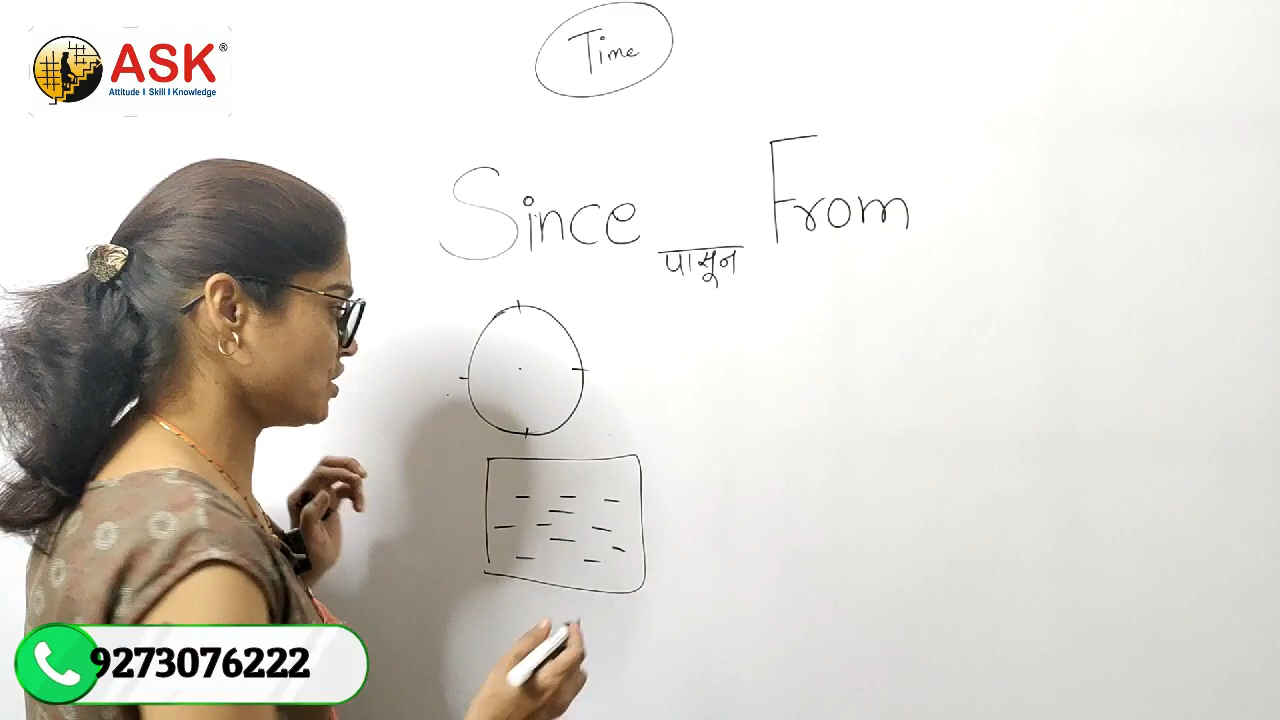 ASK®
Attitude I Skill I Knowledge
Time
Since
From
पासून
9273076222